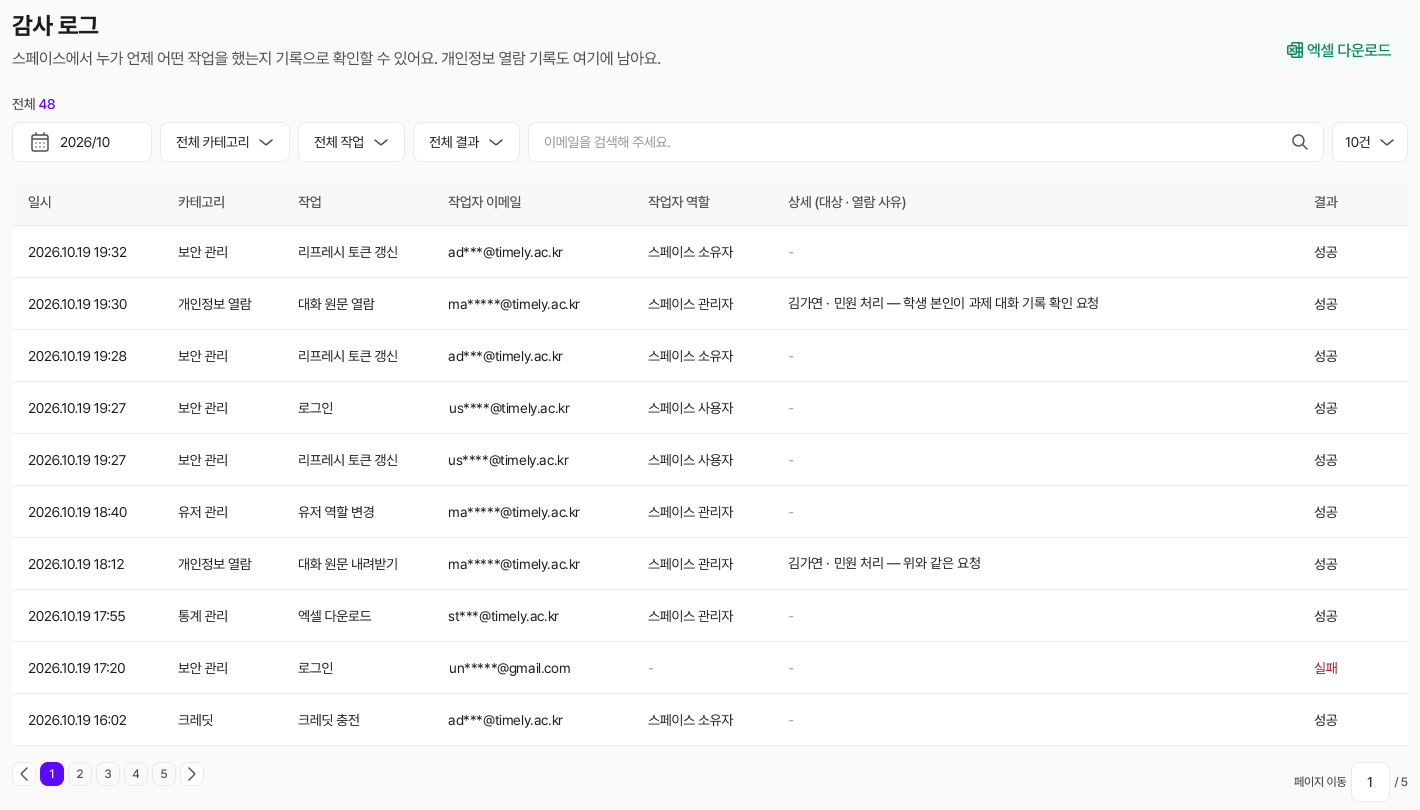 감사 로그
스페이스에서 누가 언제 어떤 작업을 했는지 기록으로 확인할 수 있어요. 개인정보 열람 기록도 여기에 남아요.
엑셀 다운로드
전체 48
2026/10 전체 카테고리 전체 작업 전체 결과 이메일을 검색해 주세요. 10건
일시 카테고리 작업 작업자 이메일 작업자 역할 상세 (대상 · 열람 사유) 결과
2026.10.19 19:32 보안 관리 리프레시 토큰 갱신 ad***@timely.ac.kr 스페이스 소유자 - 성공
2026.10.19 19:30 개인정보 열람 대화 원문 열람 ma*****@timely.ac.kr 스페이스 관리자 김가연 · 민원 처리 — 학생 본인이 과제 대화 기록 확인 요청 성공
2026.10.19 19:28 보안 관리 리프레시 토큰 갱신 ad***@timely.ac.kr 스페이스 소유자 - 성공
2026.10.19 19:27 보안 관리 로그인 us****@timely.ac.kr 스페이스 사용자 - 성공
2026.10.19 19:27 보안 관리 리프레시 토큰 갱신 us****@timely.ac.kr 스페이스 사용자 - 성공
2026.10.19 18:40 유저 관리 유저 역할 변경 ma*****@timely.ac.kr 스페이스 관리자 - 성공
2026.10.19 18:12 개인정보 열람 대화 원문 내려받기 ma*****@timely.ac.kr 스페이스 관리자 김가연 · 민원 처리 — 위와 같은 요청 성공
2026.10.19 17:55 통계 관리 엑셀 다운로드 st***@timely.ac.kr 스페이스 관리자 - 성공
2026.10.19 17:20 보안 관리 로그인 un*****@gmail.com - - 실패
2026.10.19 16:02 크레딧 크레딧 충전 ad***@timely.ac.kr 스페이스 소유자 - 성공
1 2 3 4 5 페이지 이동 1 / 5